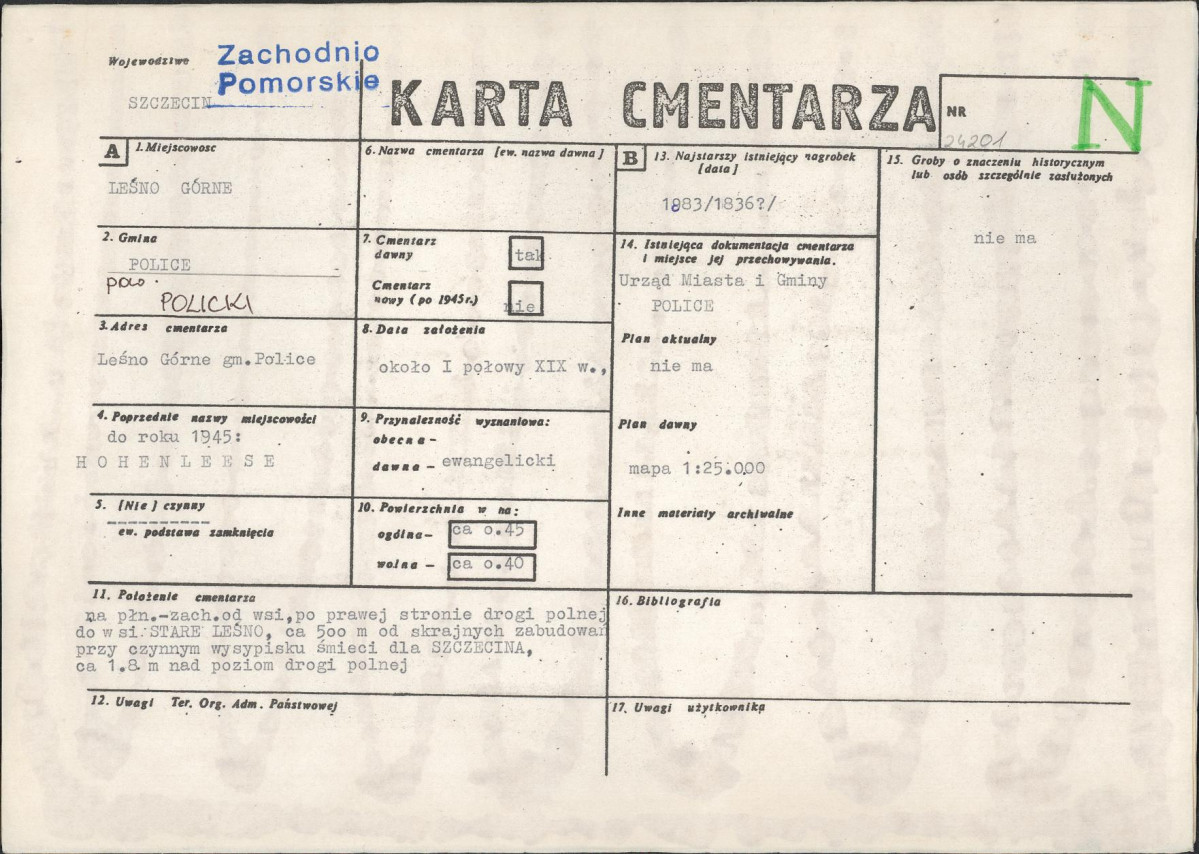 Województwo
Zachodnio
Pomorskie
SZCZECIN
KARTA CMENTARZA
NR
24201
N
A
1. Miejscowość
LEŚNO GÓRNE
2. Gmina
POLICE
pow.
POLICKI
3. Adres cmentarza
Leśno Górne gm.Police
4. Poprzednie nazwy miejscowości
do roku 1945:
HOHENLEESE
5. [Nie] czynny
ew. podstawa zamknięcia
6. Nazwa cmentarza [ew. nazwa dawna]
7. Cmentarz
dawny
tak
Cmentarz
nowy (po 1945r.)
nie
8. Data założenia
około I połowy XIX w.,
9. Przynależność wyznaniowa:
obecna –
dawna – ewangelicki
10. Powierzchnia w ha:
ogólna – ca o.45
wolna – ca o.40
11. Położenie cmentarza
na płn.-zach.od wsi,po prawej stronie drogi polnej
do wsi STARE LEŚNO, ca 5oo m od skrajnych zabudowań
przy czynnym wysypisku śmieci dla SZCZECINA,
ca 1.8 m nad poziom drogi polnej
12. Uwagi Ter. Org. Adm. Państwowej
B
13. Najstarszy istniejący nagrobek
[data]
1883/1836?/
14. Istniejąca dokumentacja cmentarza
i miejsce jej przechowywania.
Urząd Miasta i Gminy
POLICE
Plan aktualny
nie ma
Plan dawny
mapa 1:25.000
Inne materiały archiwalne
15. Groby o znaczeniu historycznym
lub osób szczególnie zasłużonych
nie ma
16. Bibliografia
17. Uwagi użytkownika